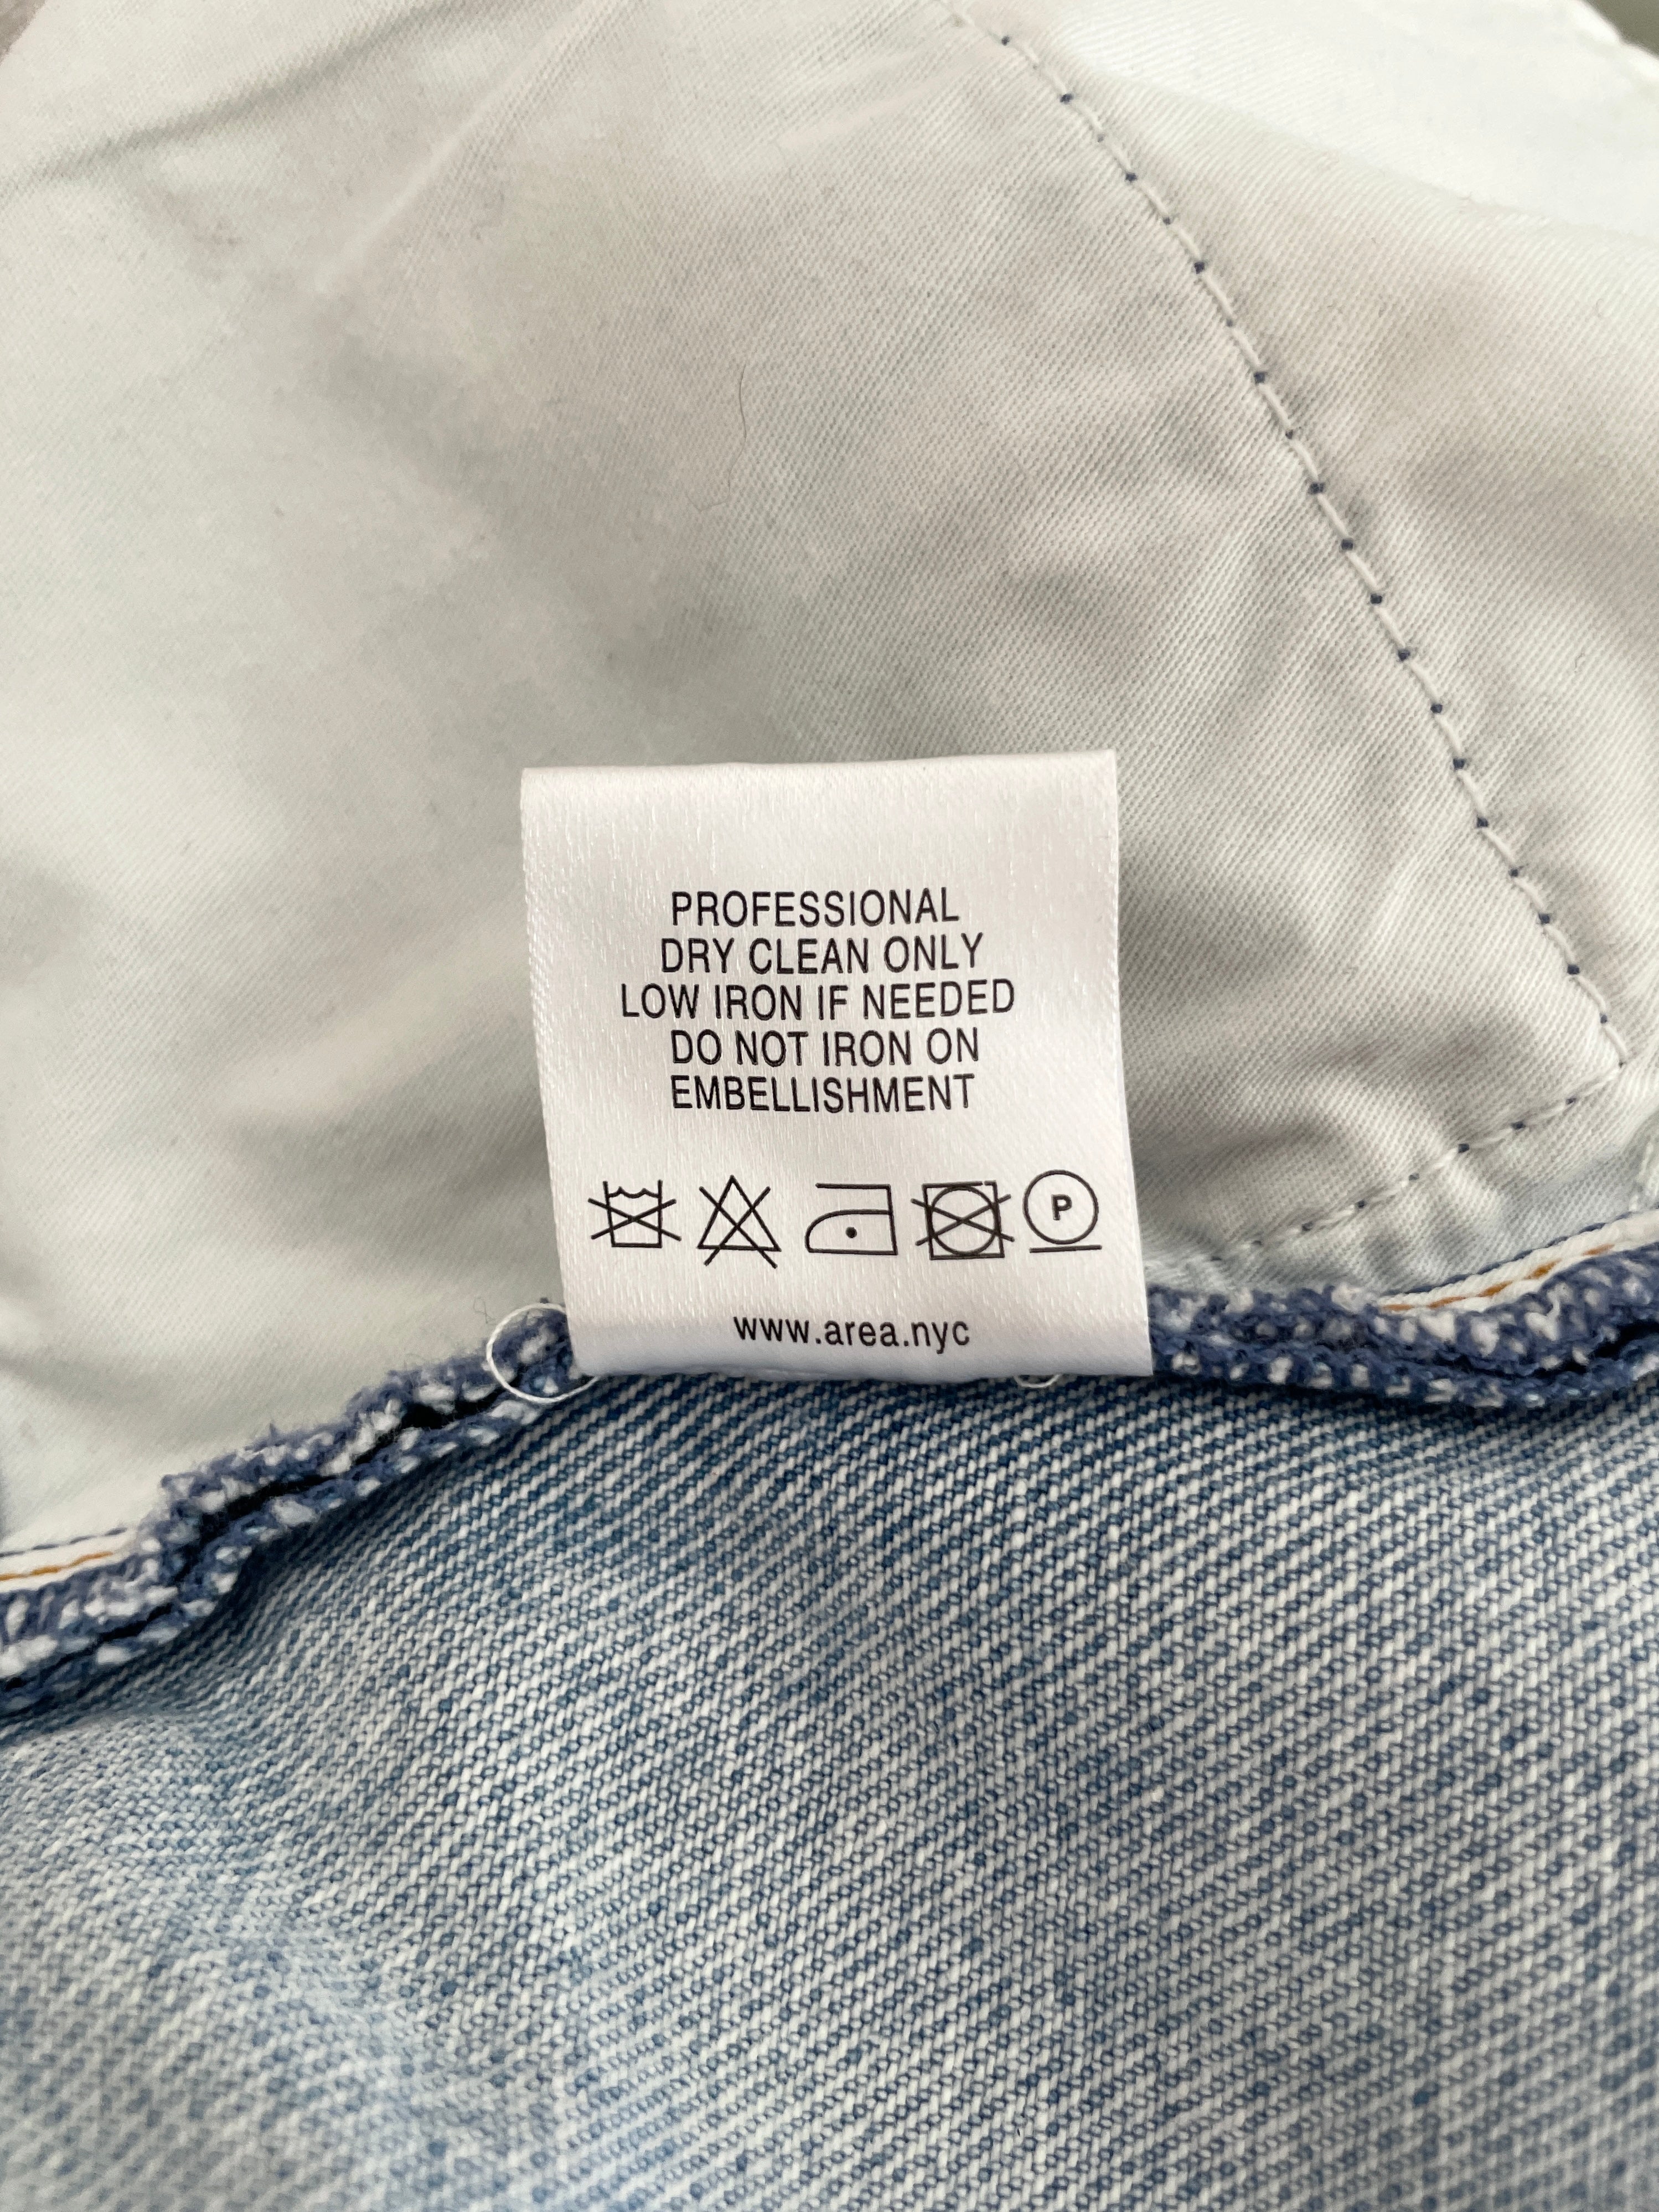 PROFESSIONAL
DRY CLEAN ONLY
LOW IRON IF NEEDED
DO NOT IRON ON
EMBELLISHMENT
P
www.area.nyc